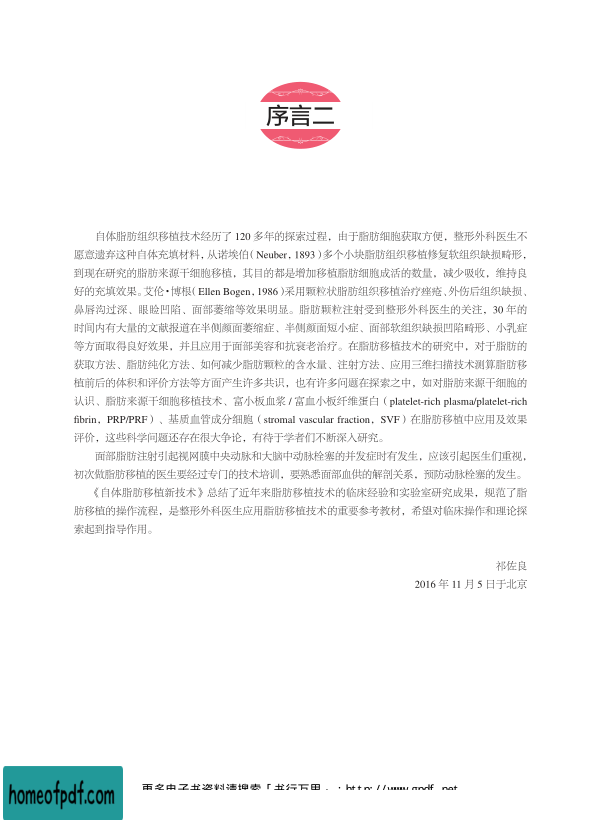 序言二
自体脂肪组织移植技术经历了 120 多年的探索过程，由于脂肪细胞获取方便，整形外科医生不
愿意遗弃这种自体充填材料，从诺埃伯（Neuber，1893）多个小块脂肪组织移植修复软组织缺损畸形，
到现在研究的脂肪来源干细胞移植，其目的都是增加移植脂肪细胞成活的数量，减少吸收，维持良
好的充填效果。艾伦·博根（Ellen Bogen，1986）采用颗粒状脂肪组织移植治疗痤疮、外伤后组织缺损、
鼻唇沟过深、眼睑凹陷、面部萎缩等效果明显。脂肪颗粒注射受到整形外科医生的关注，30 年的
时间内有大量的文献报道在半侧颜面萎缩症、半侧颜面短小症、面部软组织缺损凹陷畸形、小乳症
等方面取得良好效果，并且应用于面部美容和抗衰老治疗。在脂肪移植技术的研究中，对于脂肪的
获取方法、脂肪纯化方法、如何减少脂肪颗粒的含水量、注射方法、应用三维扫描技术测算脂肪移
植前后的体积和评价方法等方面产生许多共识，也有许多问题在探索之中，如对脂肪来源干细胞的
认识、脂肪来源干细胞移植技术、富小板血浆 / 富血小板纤维蛋白（platelet-rich plasma/platelet-rich
fibrin，PRP/PRF）、基质血管成分细胞（stromal vascular fraction，SVF）在脂肪移植中应用及效果
评价，这些科学问题还存在很大争论，有待于学者们不断深入研究。
面部脂肪注射引起视网膜中央动脉和大脑中动脉栓塞的并发症时有发生，应该引起医生们重视，
初次做脂肪移植的医生要经过专门的技术培训，要熟悉面部血供的解剖关系，预防动脉栓塞的发生。
《自体脂肪移植新技术》总结了近年来脂肪移植技术的临床经验和实验室研究成果，规范了脂
肪移植的操作流程，是整形外科医生应用脂肪移植技术的重要参考教材，希望对临床操作和理论探
索起到指导作用。
祁佐良
2016 年 11 月 5 日于北京
homeofpdf.com
更多电子书资料请搜索「书行万里」：http://www.gpdf.net